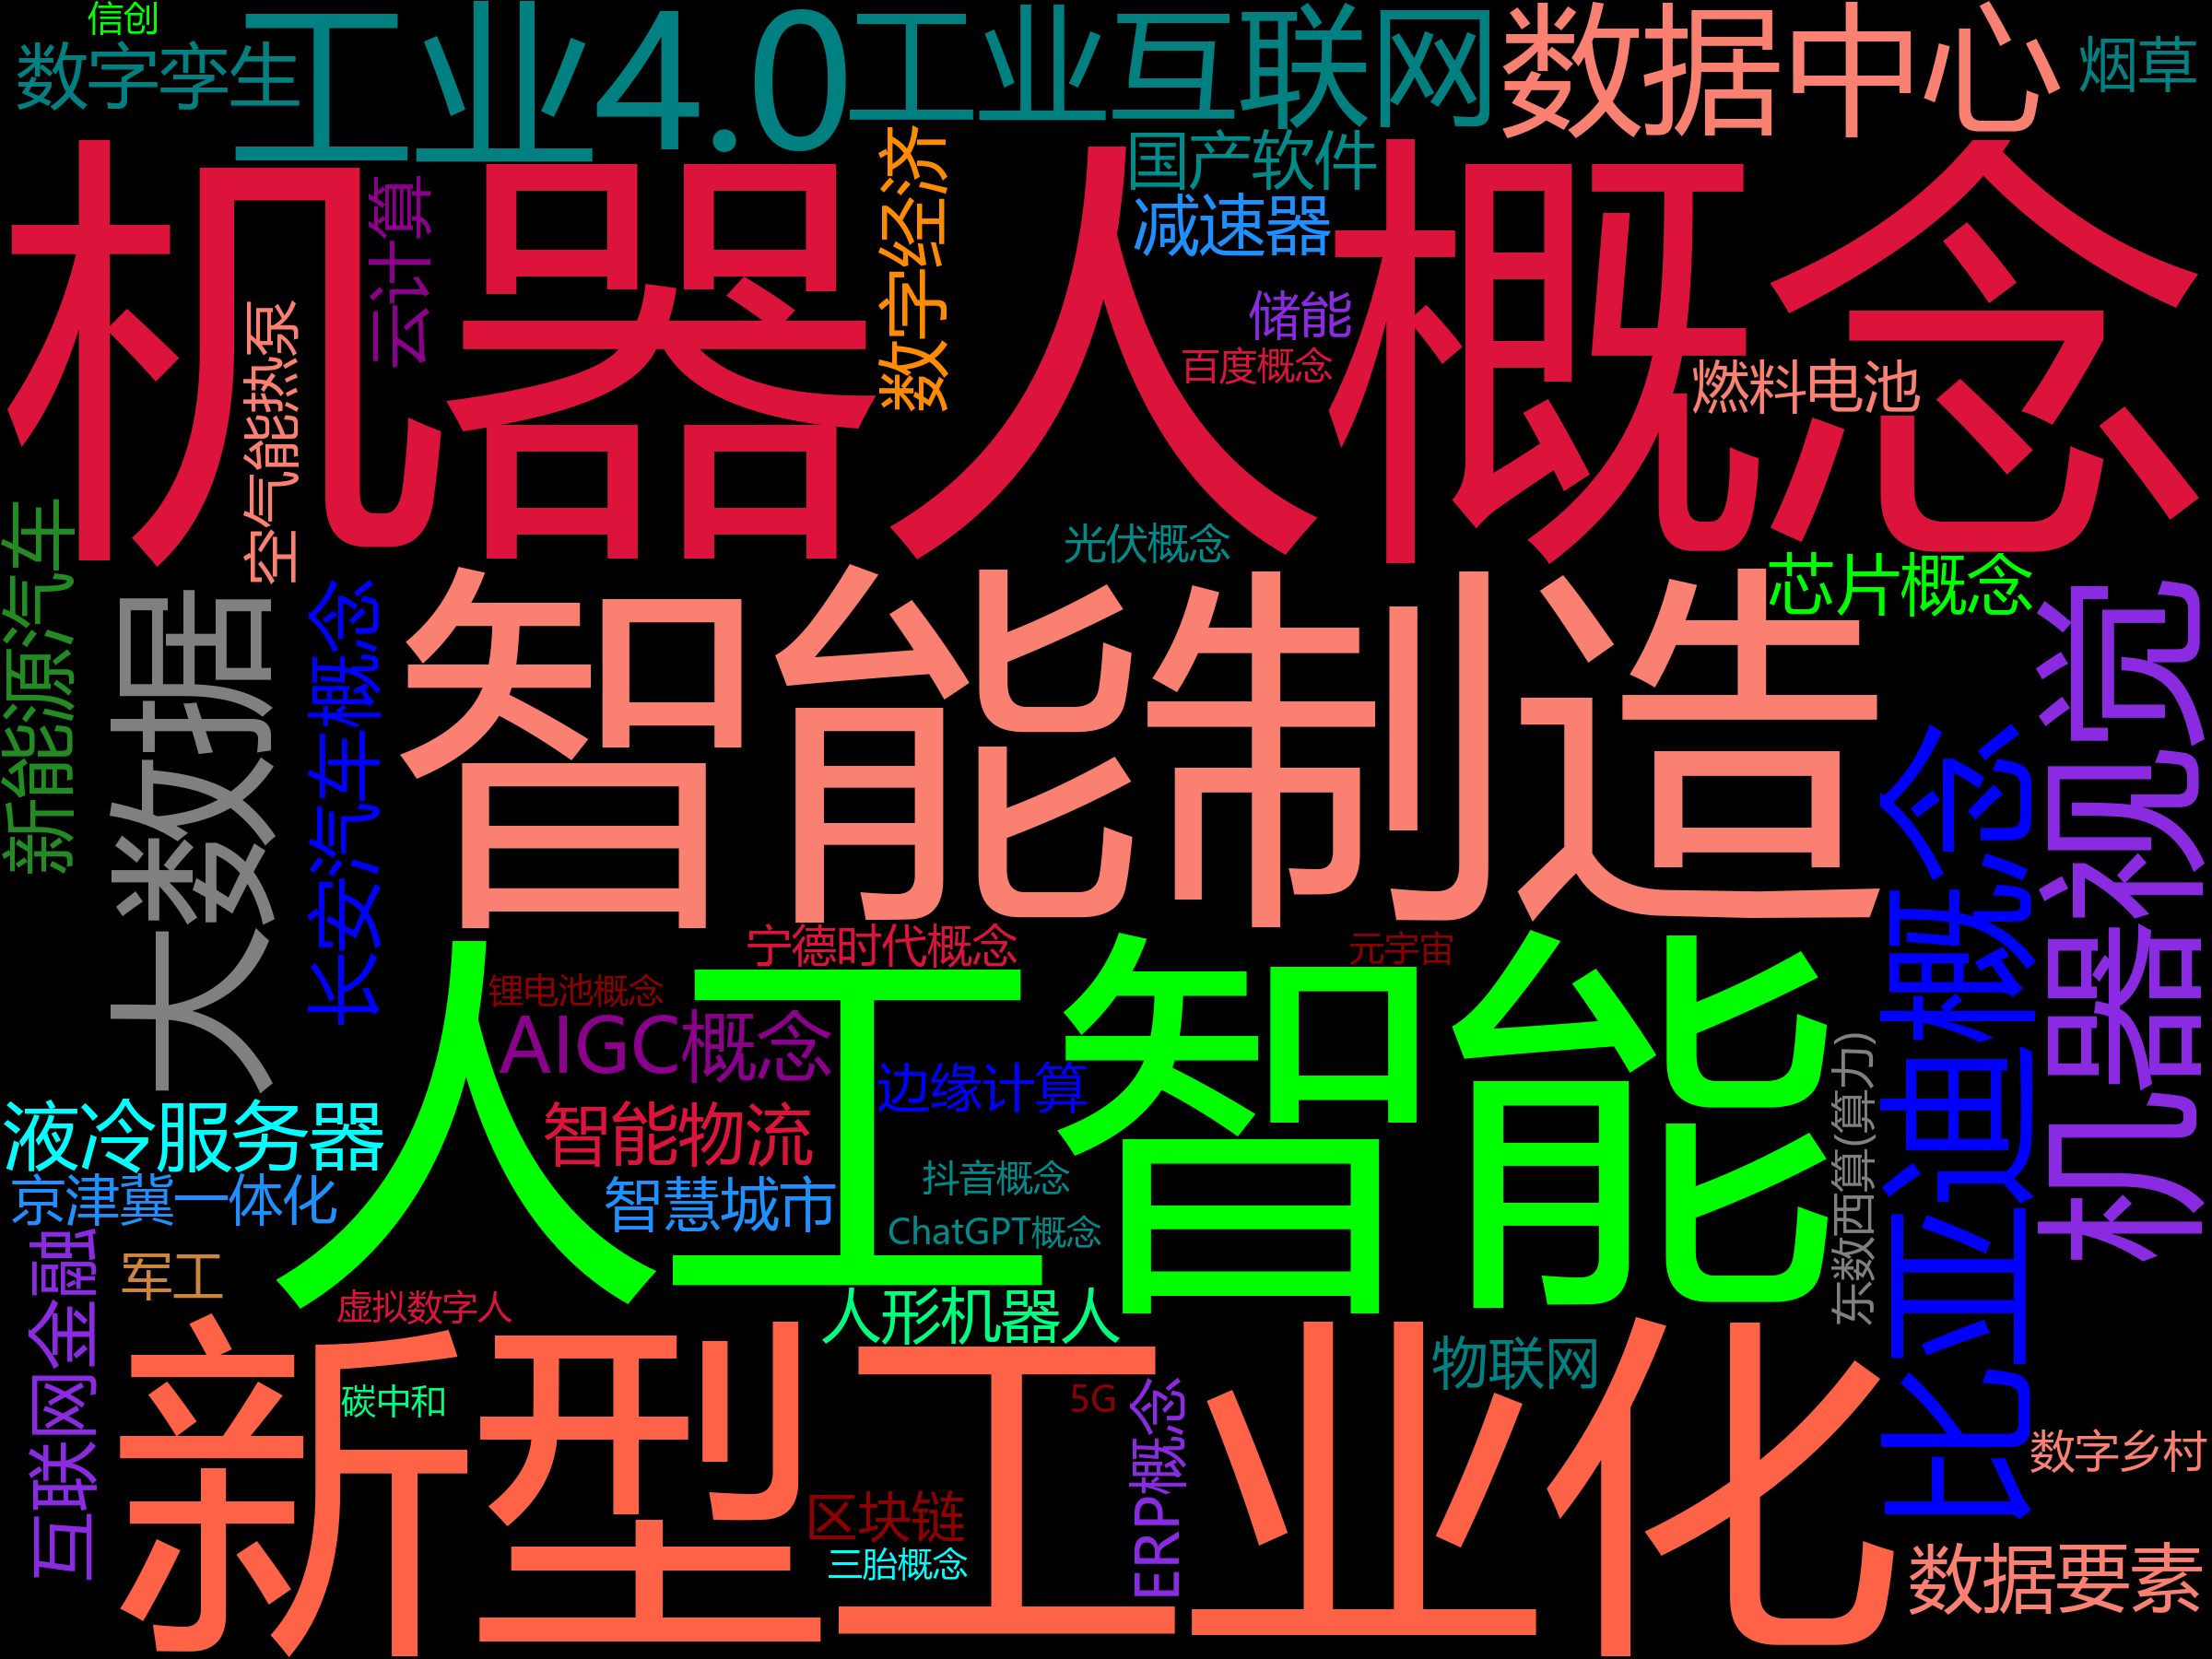 信创
数字孪生
工业4.0
工业互联网
数据中心
烟草
机器人概念
云计算
数字经济
国产软件
减速器
储能
百度概念
燃料电池
空气能热泵
新能源汽车
大数据
长安汽车概念
光伏概念
芯片概念
智能制造
机器视觉
比亚迪概念
宁德时代概念
元宇宙
锂电池概念
AIGC概念
人工智能
边缘计算
液冷服务器
智能物流
京津冀一体化
智慧城市
抖音概念
ChatGPT概念
东数西算(算力)
互联网金融
军工
虚拟数字人
人形机器人
新型工业化
碳中和
物联网
5G
ERP概念
数字乡村
区块链
三胎概念
数据要素